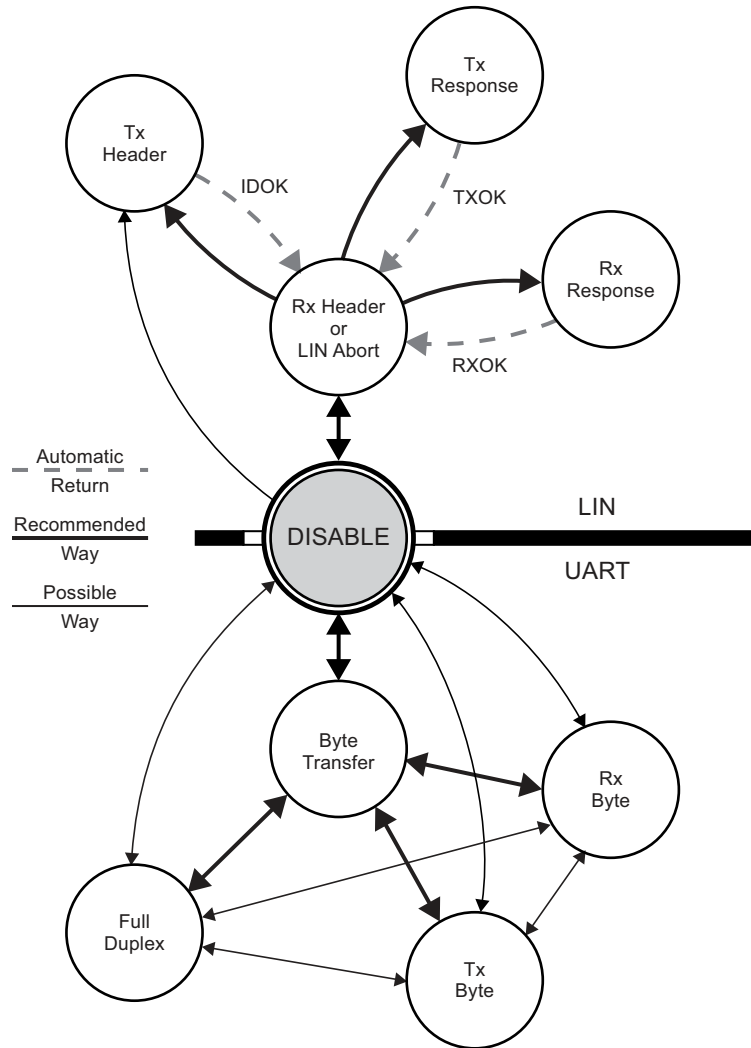 Tx
Response
Tx
Header
IDOK
TXOK
Rx
Response
Rx Header
or
LIN Abort
RXOK
Automatic
Return
Recommended
Way
Possible
Way
DISABLE
LIN
UART
Byte
Transfer
Rx
Byte
Full
Duplex
Tx
Byte